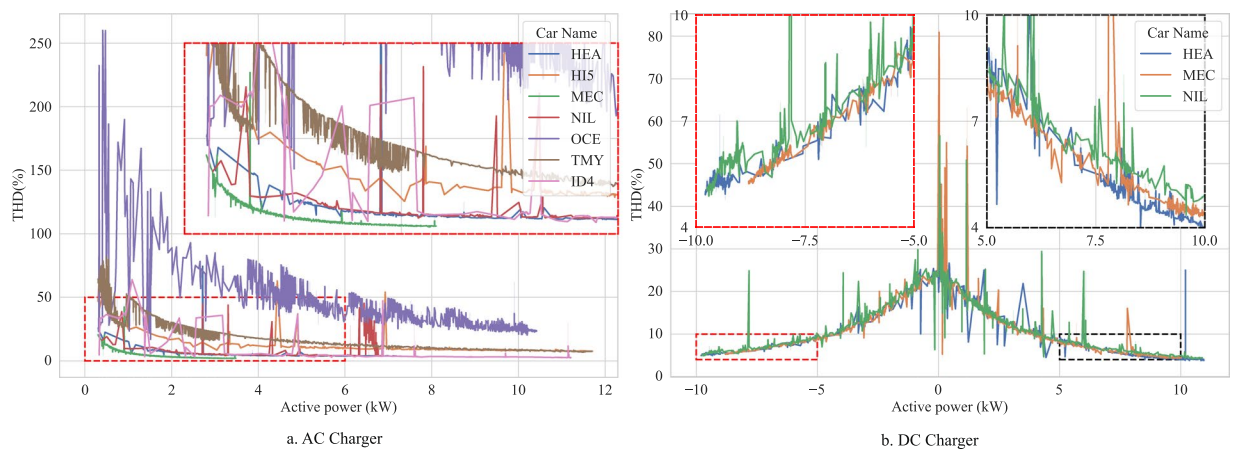 THD(%)
250
200
150
100
50
0
Car Name
HEA
HI5
MEC
NIL
OCE
TMY
ID4
0 2 4 6 8 10 12
Active power (kW)
a. AC Charger
THD(%)
80
70
60
50
40
30
20
10
0
10
7
4
−10.0 −7.5 −5.0
10
7
4
5.0 7.5 10.0
Car Name
HEA
MEC
NIL
−10 −5 0 5 10
Active power (kW)
b. DC Charger